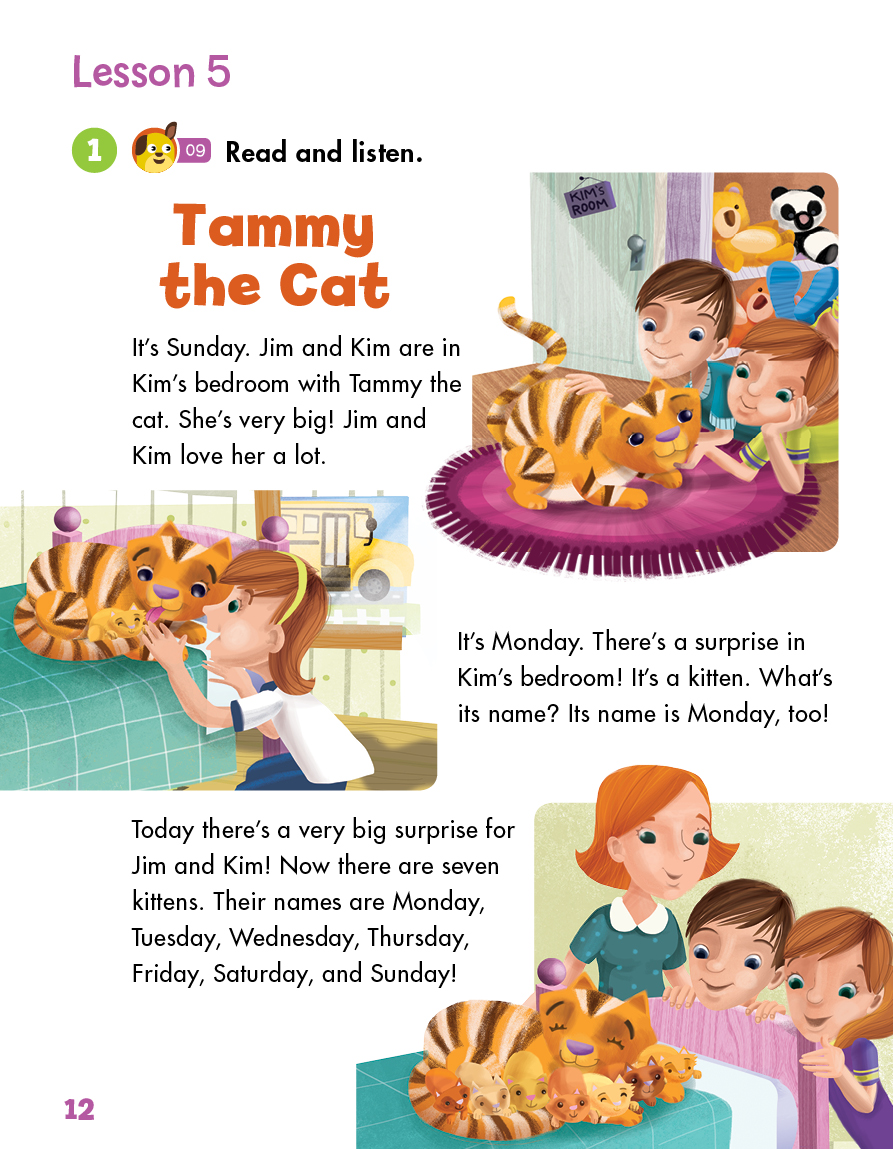 Lesson 5
1
09
Read and listen.
Tammy
the Cat
KIM'S
ROOM
It's Sunday. Jim and Kim are in
Kim's bedroom with Tammy the
cat. She's very big! Jim and
Kim love her a lot.
It's Monday. There's a surprise in
Kim's bedroom! It's a kitten. What's
its name? Its name is Monday, too!
Today there's a very big surprise for
Jim and Kim! Now there are seven
kittens. Their names are Monday,
Tuesday, Wednesday, Thursday,
Friday, Saturday, and Sunday!
12